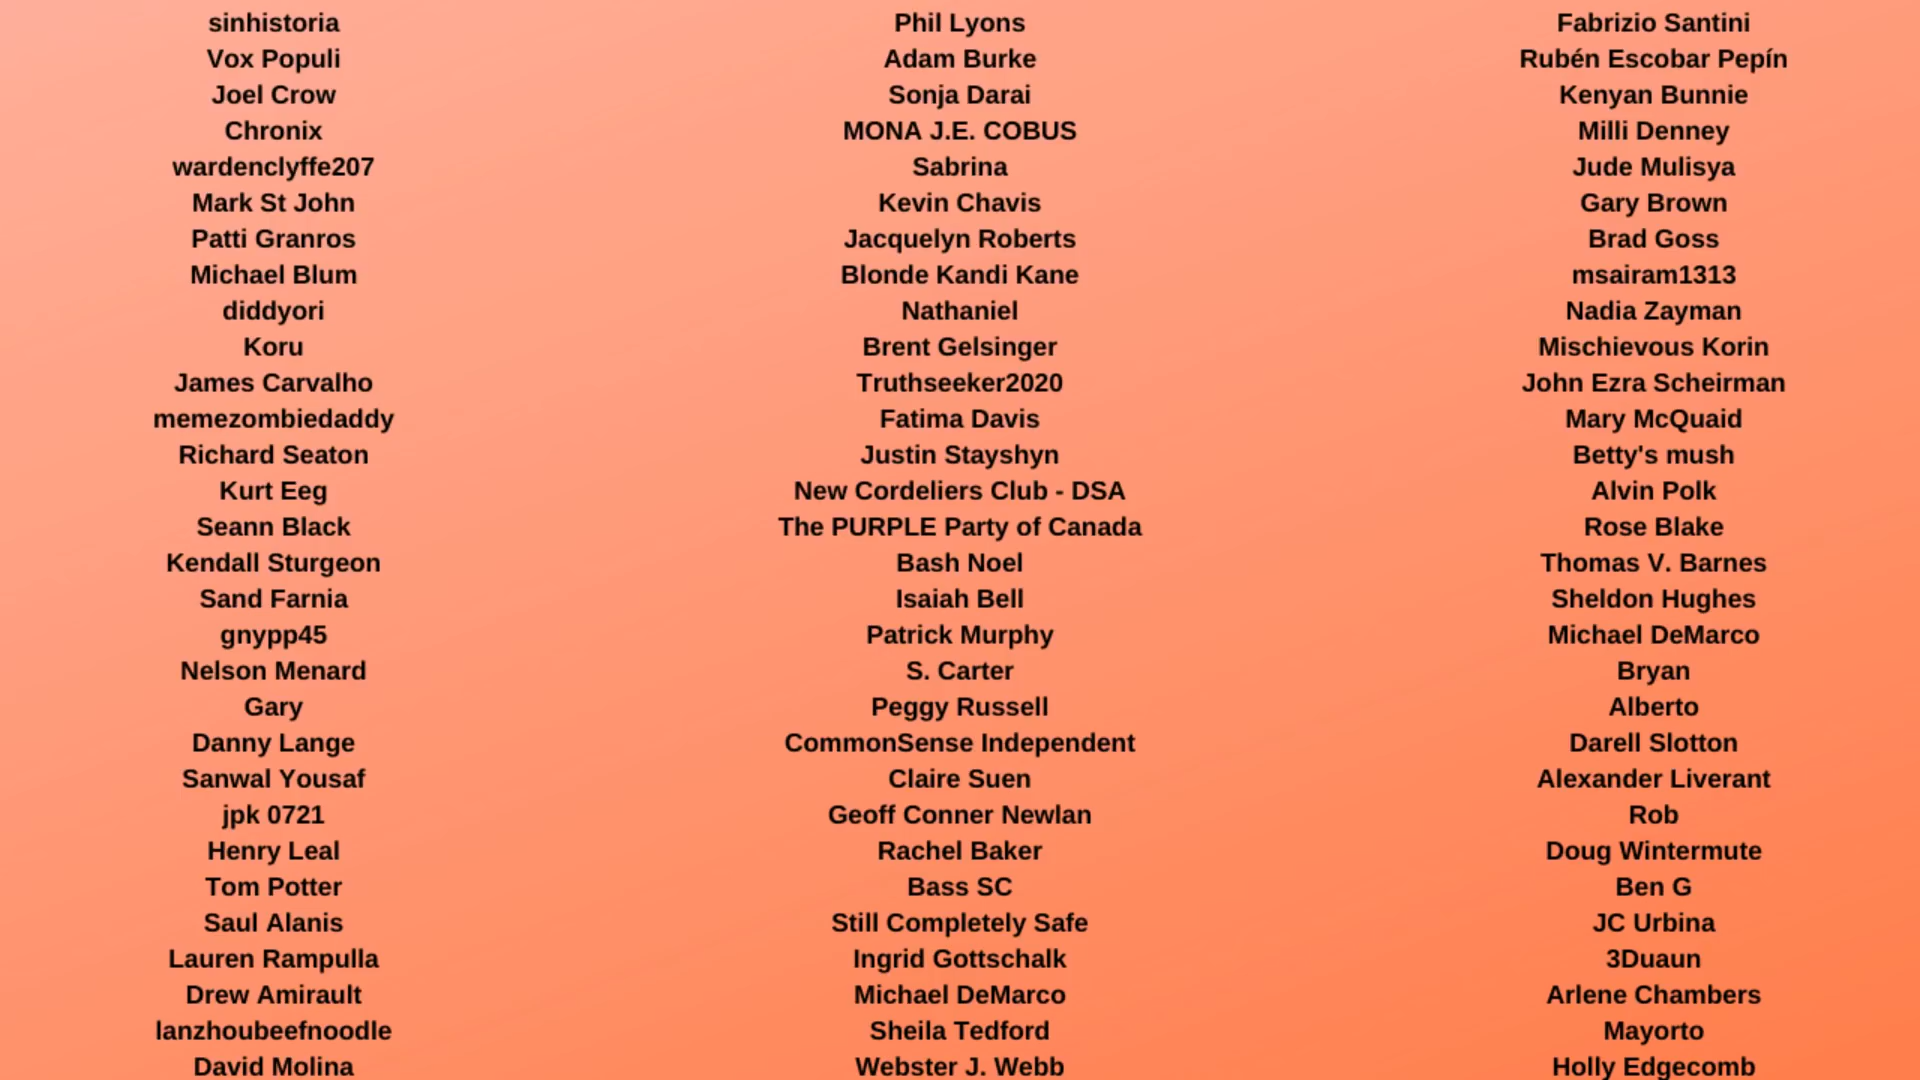 sinhistoria
Vox Populi
Joel Crow
Chronix
wardenclyffe207
Mark St John
Patti Granros
Michael Blum
diddyori
Koru
James Carvalho
memezombiedaddy
Richard Seaton
Kurt Eeg
Seann Black
Kendall Sturgeon
Sand Farnia
gnypp45
Nelson Menard
Gary
Danny Lange
Sanwal Yousaf
jpk 0721
Henry Leal
Tom Potter
Saul Alanis
Lauren Rampulla
Drew Amirault
lanzhoubeefnoodle
David Molina
Phil Lyons
Adam Burke
Sonja Darai
MONA J.E. COBUS
Sabrina
Kevin Chavis
Jacquelyn Roberts
Blonde Kandi Kane
Nathaniel
Brent Gelsinger
Truthseeker2020
Fatima Davis
Justin Stayshyn
New Cordeliers Club - DSA
The PURPLE Party of Canada
Bash Noel
Isaiah Bell
Patrick Murphy
S. Carter
Peggy Russell
CommonSense Independent
Claire Suen
Geoff Conner Newlan
Rachel Baker
Bass SC
Still Completely Safe
Ingrid Gottschalk
Michael DeMarco
Sheila Tedford
Webster J. Webb
Fabrizio Santini
Rubén Escobar Pepín
Kenyan Bunnie
Milli Denney
Jude Mulisya
Gary Brown
Brad Goss
msairam1313
Nadia Zayman
Mischievous Korin
John Ezra Scheirman
Mary McQuaid
Betty's mush
Alvin Polk
Rose Blake
Thomas V. Barnes
Sheldon Hughes
Michael DeMarco
Bryan
Alberto
Darell Slotton
Alexander Liverant
Rob
Doug Wintermute
Ben G
JC Urbina
3Duaun
Arlene Chambers
Mayorto
Holly Edgecomb